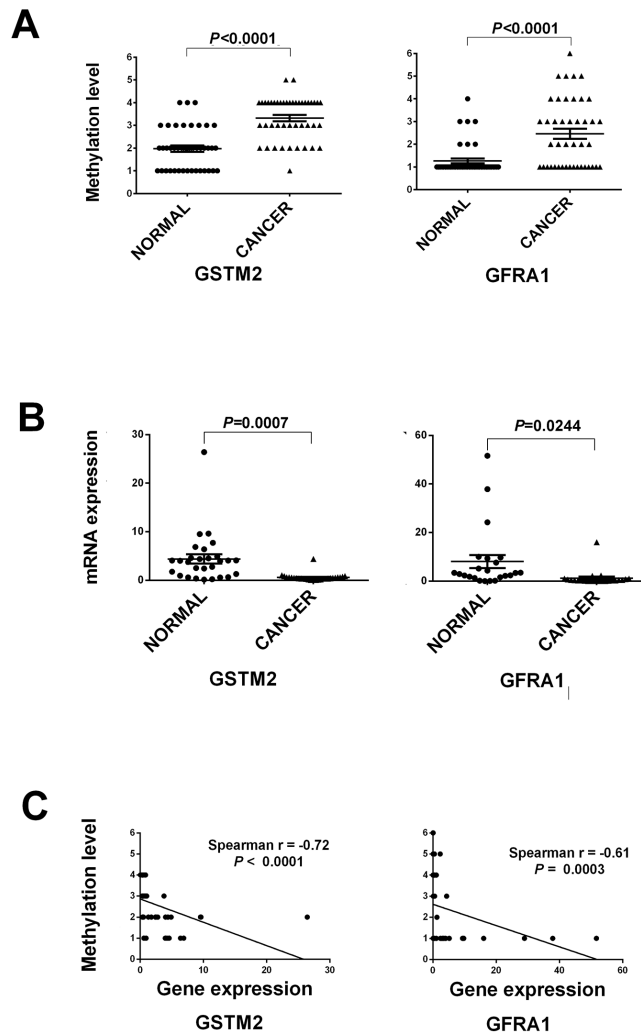 A
P<0.0001
P<0.0001
Methylation level
6
5
4
3
2
1
0
6
5
4
3
2
1
0
NORMAL
CANCER
NORMAL
CANCER
GSTM2
GFRA1
B
P=0.0007
P=0.0244
mRNA expression
30
20
10
0
60
40
20
0
NORMAL
CANCER
NORMAL
CANCER
GSTM2
GFRA1
C
Methylation level
Spearman r = -0.72
P < 0.0001
Spearman r = -0.61
P = 0.0003
6
5
4
3
2
1
0
6
5
4
3
2
1
0
0 10 20 30
0 20 40 60
Gene expression
Gene expression
GSTM2
GFRA1